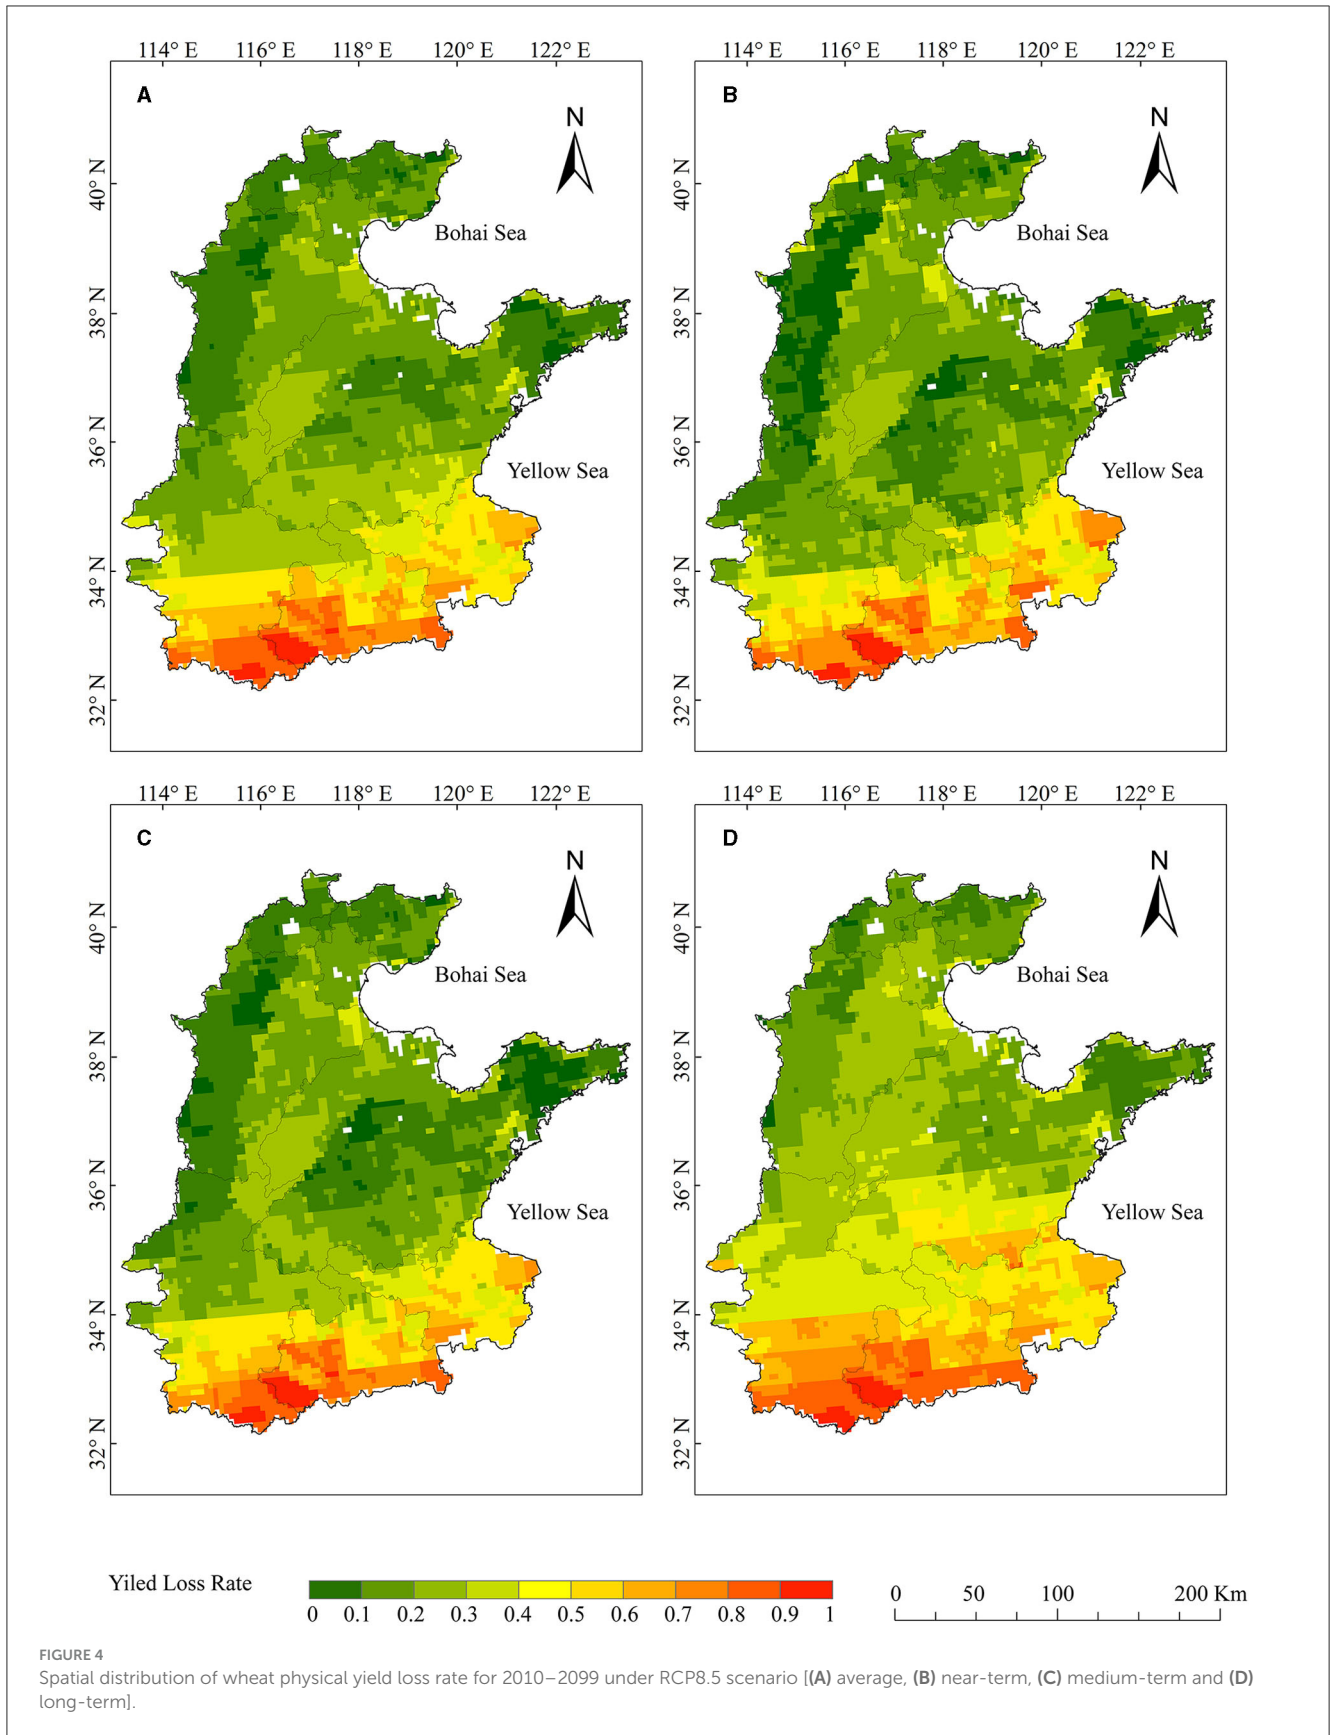 114° E 116° E 118° E 120° E 122° E
114° E 116° E 118° E 120° E 122° E
A
B
N
N
40° N
40° N
Bohai Sea
Bohai Sea
38° N
38° N
36° N
36° N
Yellow Sea
Yellow Sea
34° N
34° N
32° N
32° N
114° E 116° E 118° E 120° E 122° E
114° E 116° E 118° E 120° E 122° E
C
D
N
N
40° N
40° N
Bohai Sea
Bohai Sea
38° N
38° N
36° N
36° N
Yellow Sea
Yellow Sea
34° N
34° N
32° N
32° N
Yiled Loss Rate
0 0.1 0.2 0.3 0.4 0.5 0.6 0.7 0.8 0.9 1
0 50 100 200 Km
FIGURE 4
Spatial distribution of wheat physical yield loss rate for 2010–2099 under RCP8.5 scenario [(A) average, (B) near-term, (C) medium-term and (D)
long-term].